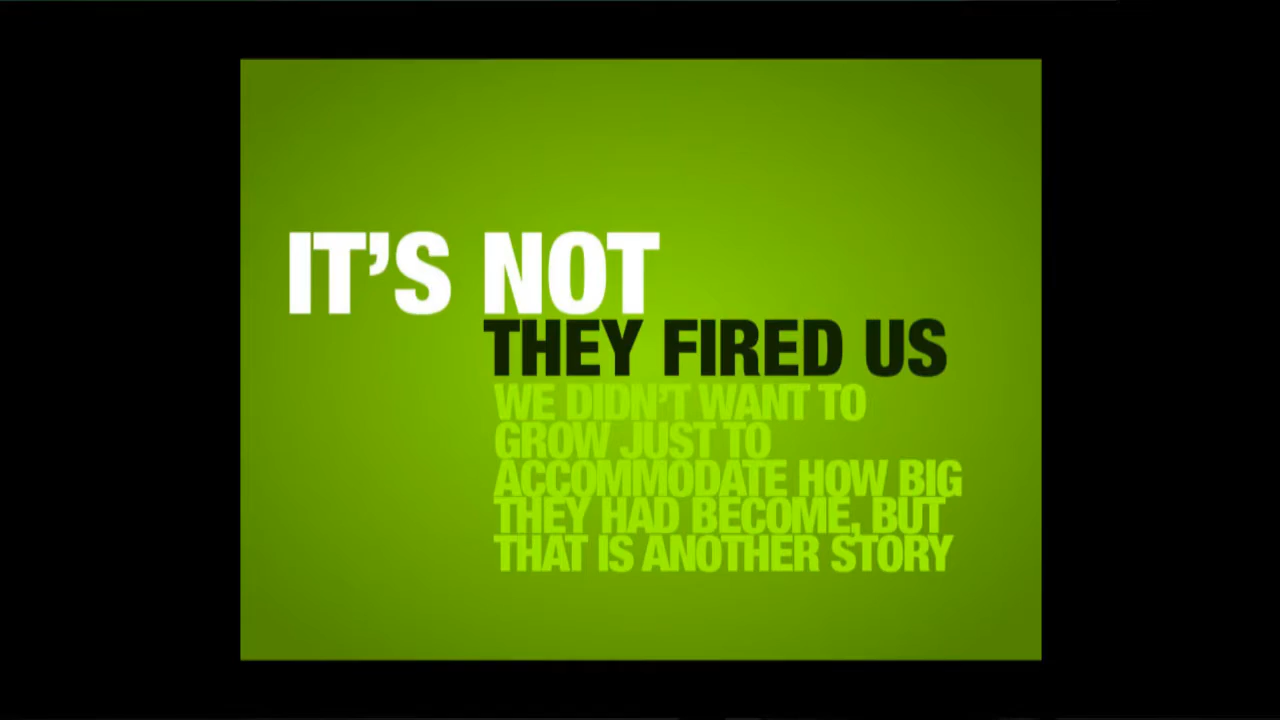 IT'S NOT
THEY FIRED US
WE DIDN'T WANT TO
GROW JUST TO
ACCOMMODATE HOW BIG
THEY HAD BECOME, BUT
THAT IS ANOTHER STORY